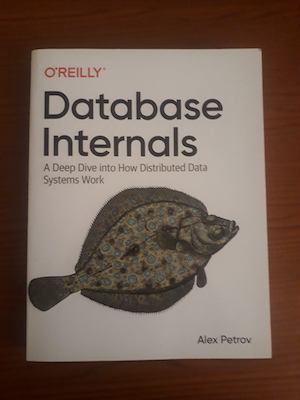 O'REILLY®
Database
Internals
A Deep Dive into How Distributed Data
Systems Work
Alex Petrov